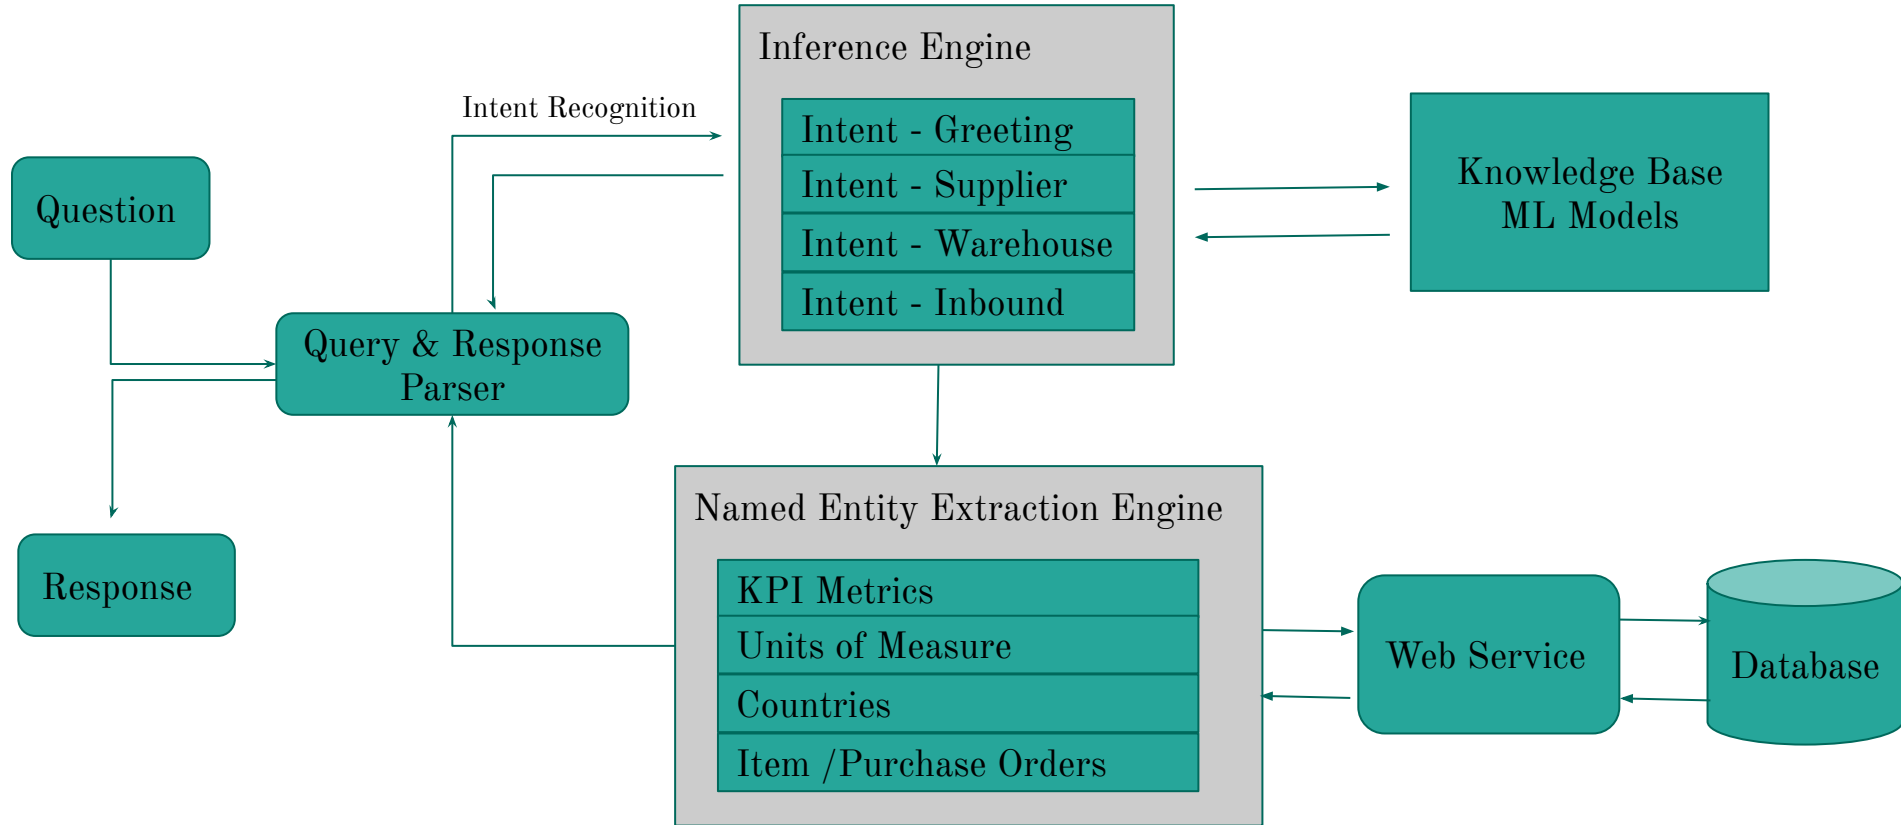 Inference Engine
Intent Recognition
Intent - Greeting
Intent - Supplier
Intent - Warehouse
Intent - Inbound
Knowledge Base
ML Models
Question
Query & Response
Parser
Response
Named Entity Extraction Engine
KPI Metrics
Units of Measure
Countries
Item /Purchase Orders
Web Service
Database